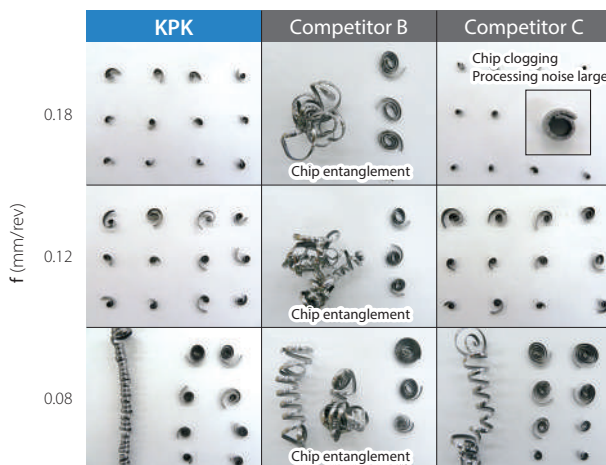 KPK
Competitor B
Competitor C
0.18
Chip entanglement
Chip clogging
Processing noise large
f (mm/rev)
0.12
Chip entanglement
0.08
Chip entanglement